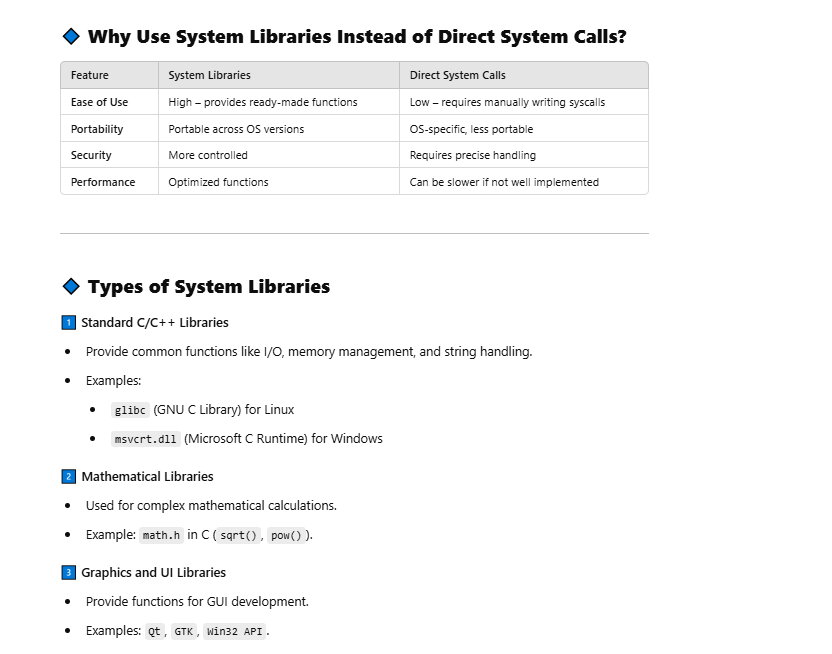 Why Use System Libraries Instead of Direct System Calls?
Feature System Libraries Direct System Calls
Ease of Use High – provides ready-made functions Low – requires manually writing syscalls
Portability Portable across OS versions OS-specific, less portable
Security More controlled Requires precise handling
Performance Optimized functions Can be slower if not well implemented
Types of System Libraries
1 Standard C/C++ Libraries
• Provide common functions like I/O, memory management, and string handling.
• Examples:
• glibc (GNU C Library) for Linux
• msvcrt.dll (Microsoft C Runtime) for Windows
2 Mathematical Libraries
• Used for complex mathematical calculations.
• Example: math.h in C ( sqrt() , pow() ).
3 Graphics and UI Libraries
• Provide functions for GUI development.
• Examples: Qt , GTK , Win32 API .